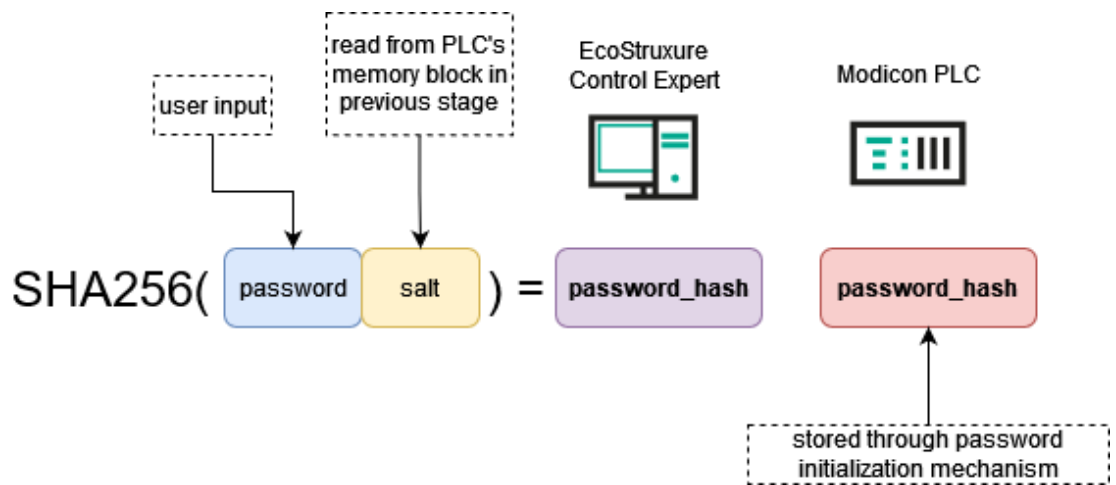 read from PLC's
memory block in
previous stage
user input
EcoStruxure
Control Expert
Modicon PLC
SHA256( password salt ) = password_hash password_hash
stored through password
initialization mechanism